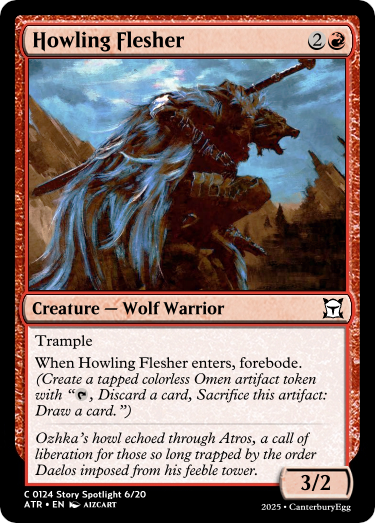 Howling Flesher 2
Creature — Wolf Warrior
Trample
When Howling Flesher enters, forebode.
(Create a tapped colorless Omen artifact token
with “, Discard a card, Sacrifice this artifact:
Draw a card.”)
Ozhka's howl echoed through Atros, a call of
liberation for those so long trapped by the order
Daelos imposed from his feeble tower.
3/2
C 0124 Story Spotlight 6/20
ATR • EN AIZCART
2025 • CanterburyEgg